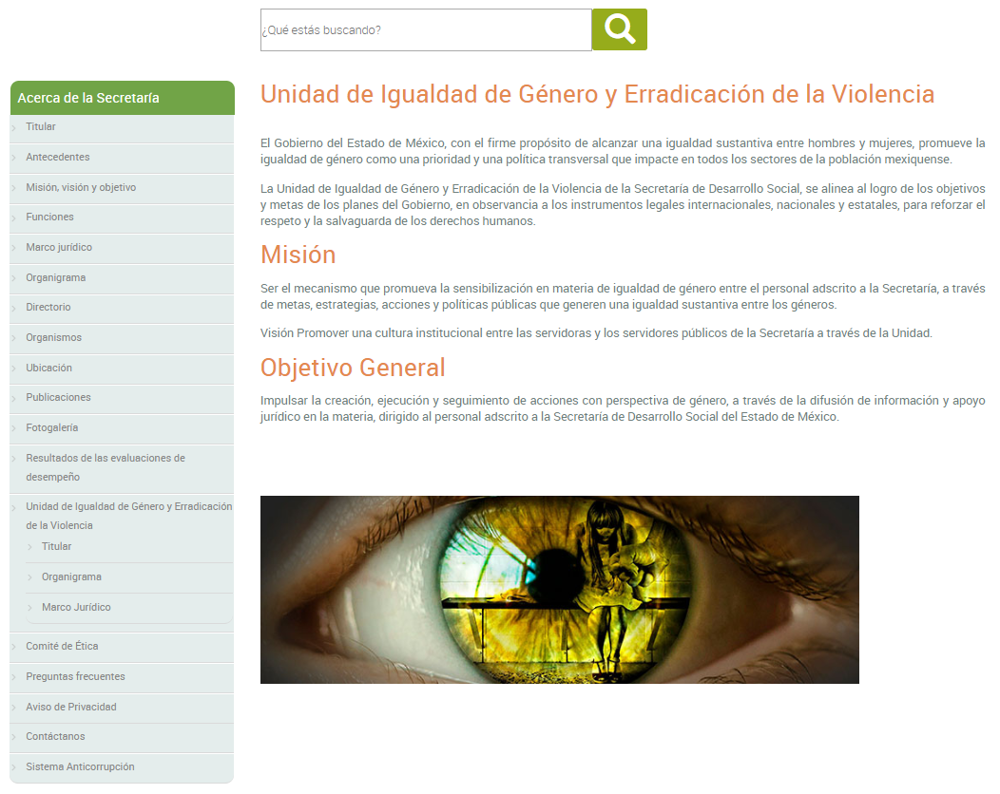 ¿Qué estás buscando?
Acerca de la Secretaría
Titular
Antecedentes
Misión, visión y objetivo
Funciones
Marco jurídico
Organigrama
Directorio
Organismos
Ubicación
Publicaciones
Fotogalería
Resultados de las evaluaciones de
desempeño
Unidad de Igualdad de Género y Erradicación
de la Violencia
Titular
Organigrama
Marco Jurídico
Comité de Ética
Preguntas frecuentes
Aviso de Privacidad
Contáctanos
Sistema Anticorrupción
Unidad de Igualdad de Género y Erradicación de la Violencia
El Gobierno del Estado de México, con el firme propósito de alcanzar una igualdad sustantiva entre hombres y mujeres, promueve la
igualdad de género como una prioridad y una política transversal que impacte en todos los sectores de la población mexiquense.
La Unidad de Igualdad de Género y Erradicación de la Violencia de la Secretaría de Desarrollo Social, se alinea al logro de los objetivos
y metas de los planes del Gobierno, en observancia a los instrumentos legales internacionales, nacionales y estatales, para reforzar el
respeto y la salvaguarda de los derechos humanos.
Misión
Ser el mecanismo que promueva la sensibilización en materia de igualdad de género entre el personal adscrito a la Secretaría, a través
de metas, estrategias, acciones y políticas públicas que generen una igualdad sustantiva entre los géneros.
Visión Promover una cultura institucional entre las servidoras y los servidores públicos de la Secretaría a través de la Unidad.
Objetivo General
Impulsar la creación, ejecución y seguimiento de acciones con perspectiva de género, a través de la difusión de información y apoyo
jurídico en la materia, dirigido al personal adscrito a la Secretaría de Desarrollo Social del Estado de México.